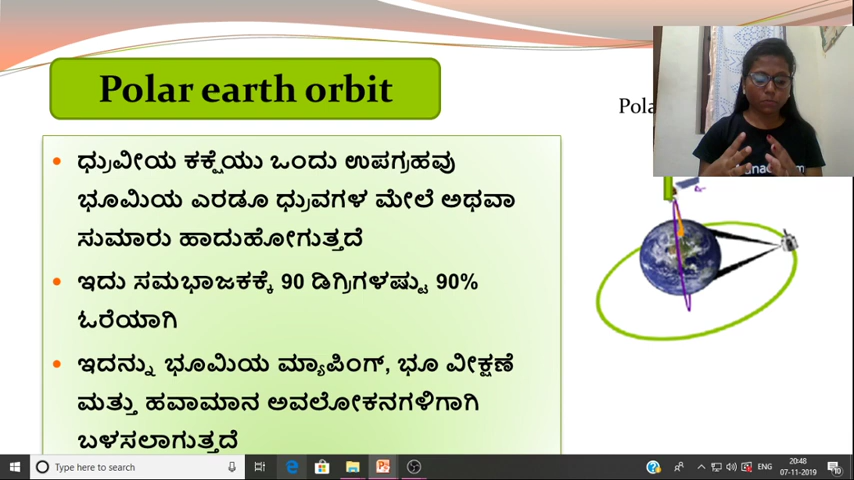 Polar earth orbit
Pola
ಧ್ರುವೀಯ ಕಕ್ಷೆಯು ಒಂದು ಉಪಗ್ರಹವು
ಭೂಮಿಯ ಎರಡೂ ಧ್ರುವಗಳ ಮೇಲೆ ಅಥವಾ
ಸುಮಾರು ಹಾದುಹೋಗುತ್ತದೆ
ಇದು ಸಮಭಾಜಕಕ್ಕೆ 90 ಡಿಗ್ರಿಗಳಷ್ಟು 90%
ಓರೆಯಾಗಿ
ಇದನ್ನು ಭೂಮಿಯ ಮ್ಯಾಪಿಂಗ್, ಭೂ ವೀಕ್ಷಣೆ
ಮತ್ತು ಹವಾಮಾನ ಅವಲೋಕನಗಳಿಗಾಗಿ
ಬಳಸಲಾಗುತ್ತದೆ
Type here to search
ENG
20:48
07-11-2019
10